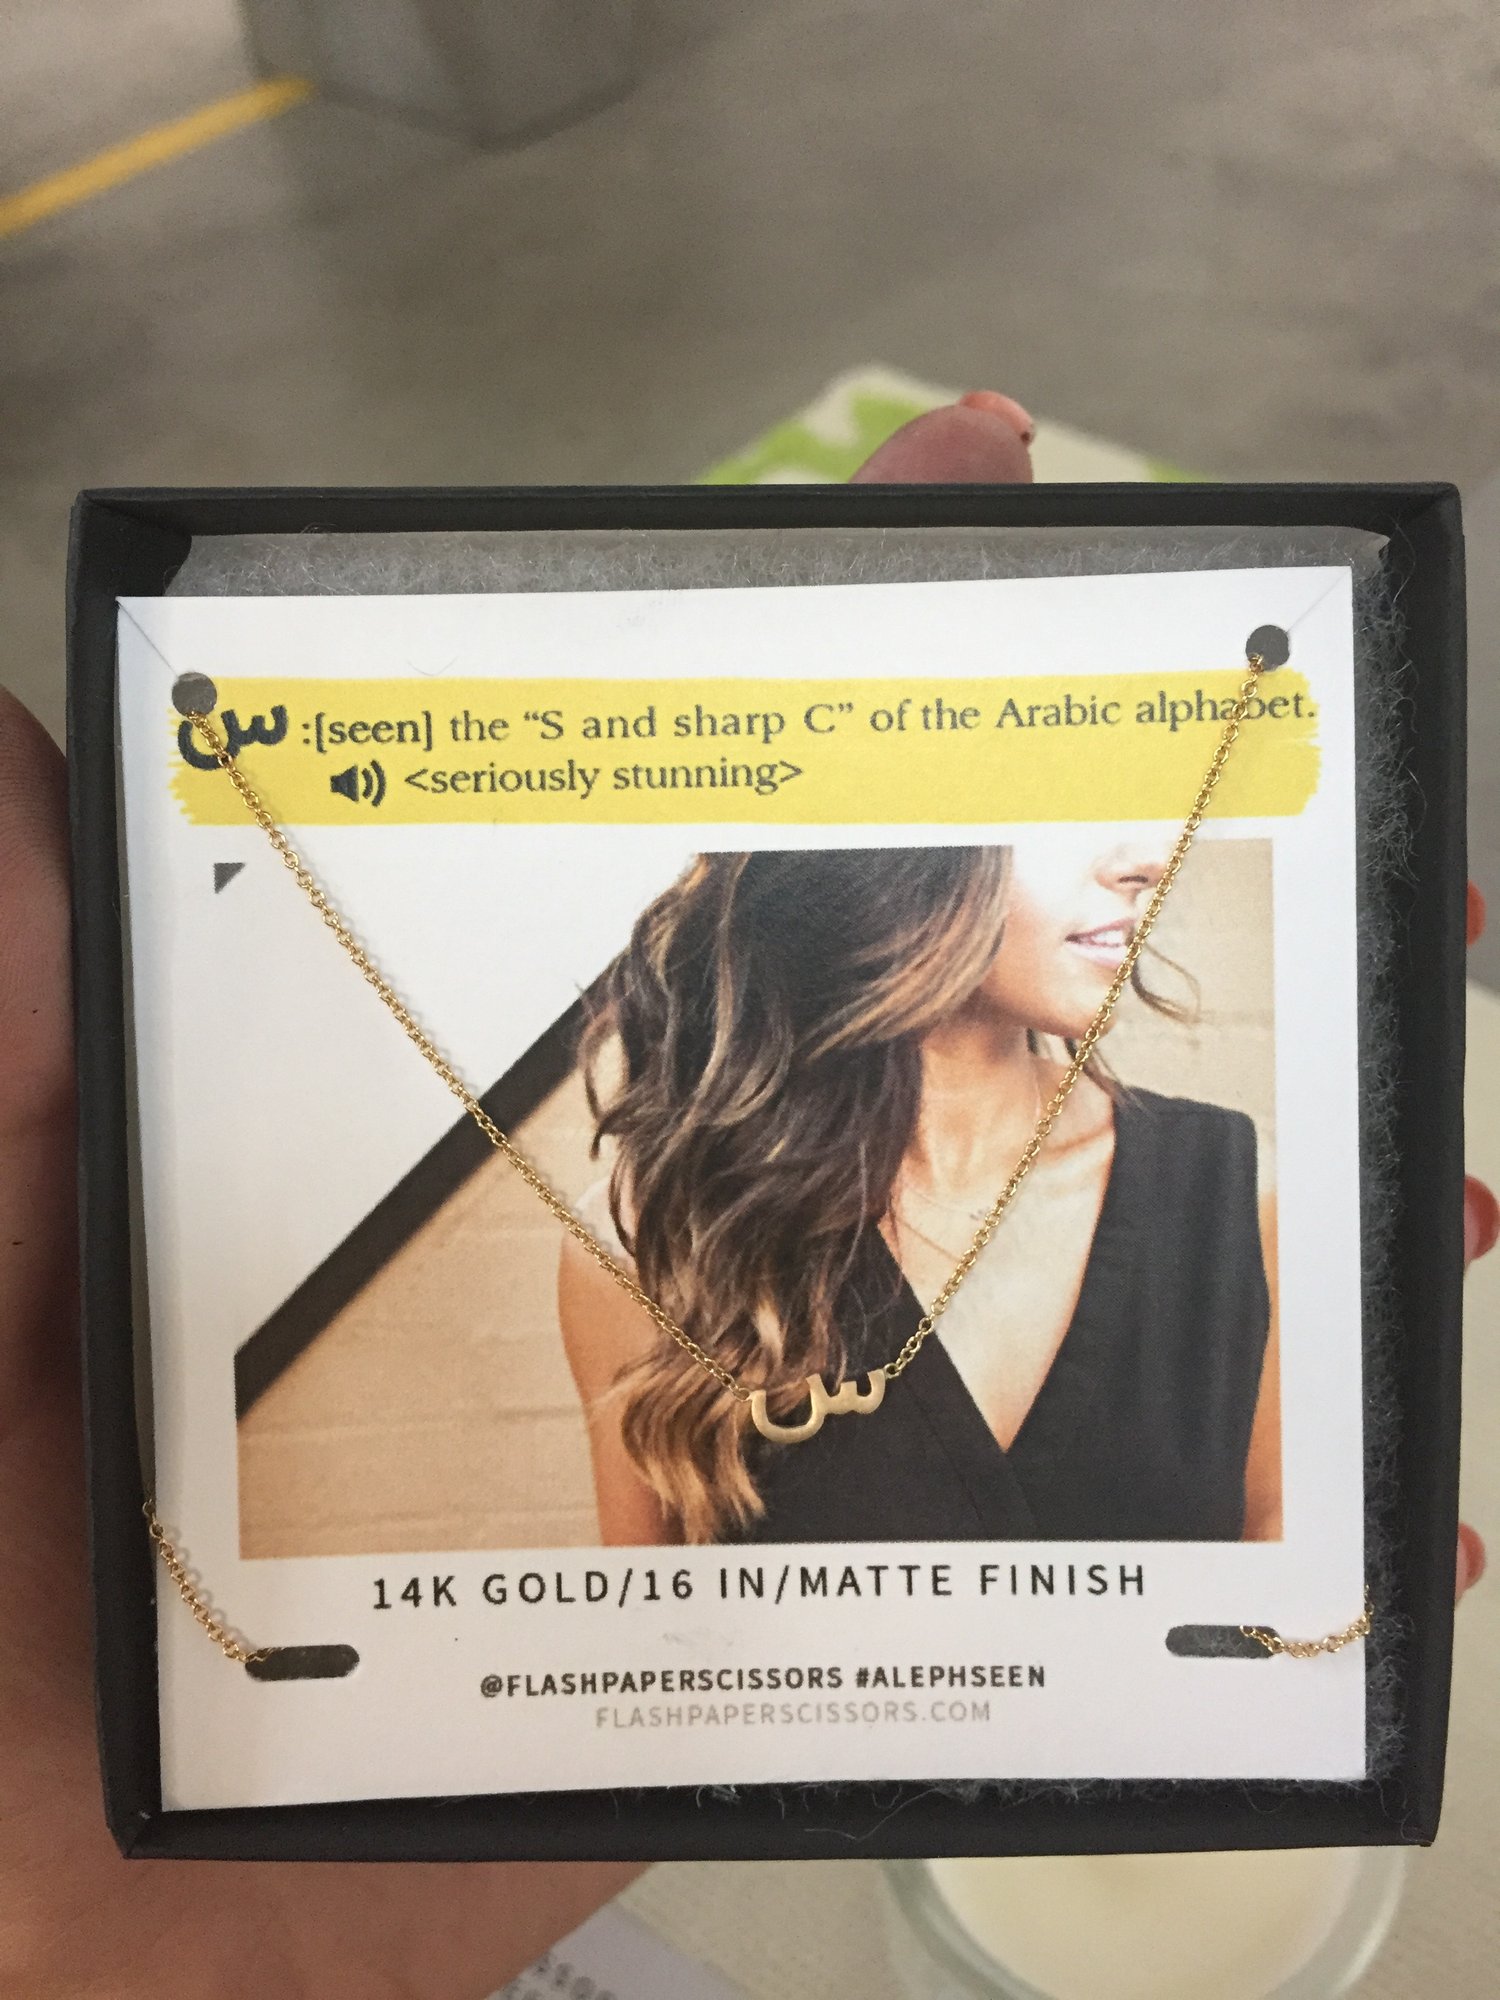 س :[seen] the “S and sharp C” of the Arabic alphabet.
<seriously stunning>
س
14K GOLD/16 IN/MATTE FINISH
@FLASHPAPERSCISSORS #ALEPHSEEN
FLASHPAPERSCISSORS.COM